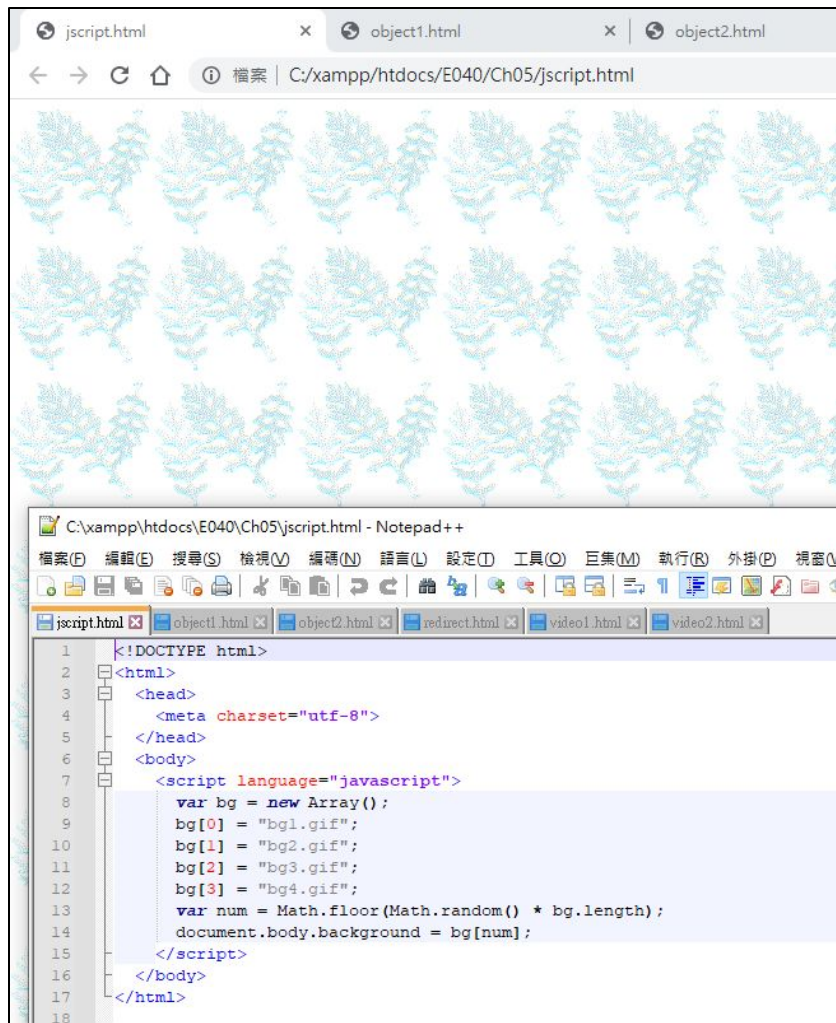 jscript.html
object1.html
object2.html
檔案
C:/xampp/htdocs/E040/Ch05/jscript.html
C:\xampp\htdocs\E040\Ch05\jscript.html - Notepad++
檔案(F) 編輯(E) 搜尋(S) 檢視(V) 編碼(N) 語言(L) 設定(T) 工具(O) 巨集(M) 執行(R) 外掛(P) 視窗(V
jscript.html object1.html object2.html redirect.html video1.html video2.html
1 <!DOCTYPE html>
2 <html>
3 <head>
4 <meta charset="utf-8">
5 </head>
6 <body>
7 <script language="javascript">
8 var bg = new Array();
9 bg[0] = "bg1.gif";
10 bg[1] = "bg2.gif";
11 bg[2] = "bg3.gif";
12 bg[3] = "bg4.gif";
13 var num = Math.floor(Math.random() * bg.length);
14 document.body.background = bg[num];
15 </script>
16 </body>
17 </html>
18